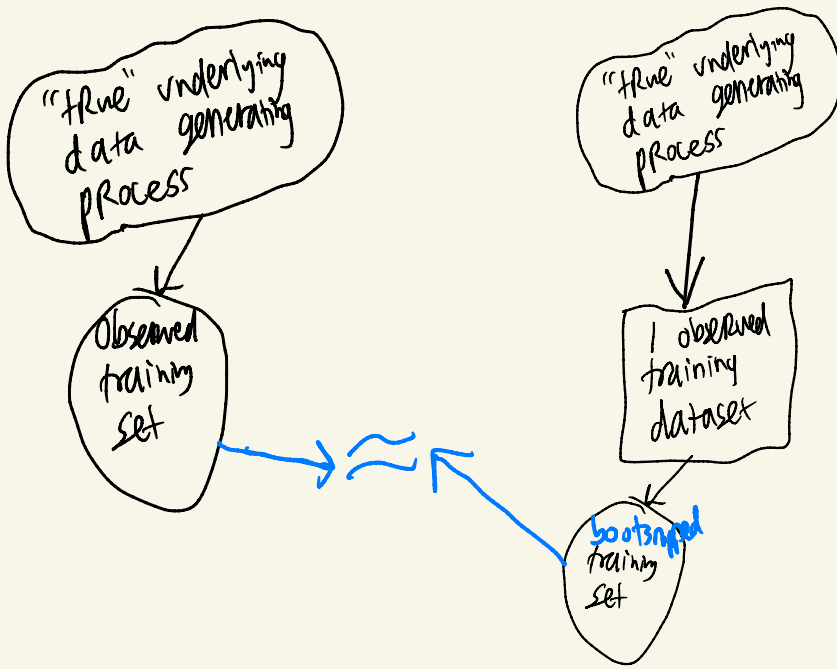 "tRue" underlying
data generating
pRocess
Observed
training
set
≈
"tRue" underlying
data generating
pRocess
1 observed
training
dataset
bootsrapped
training
set